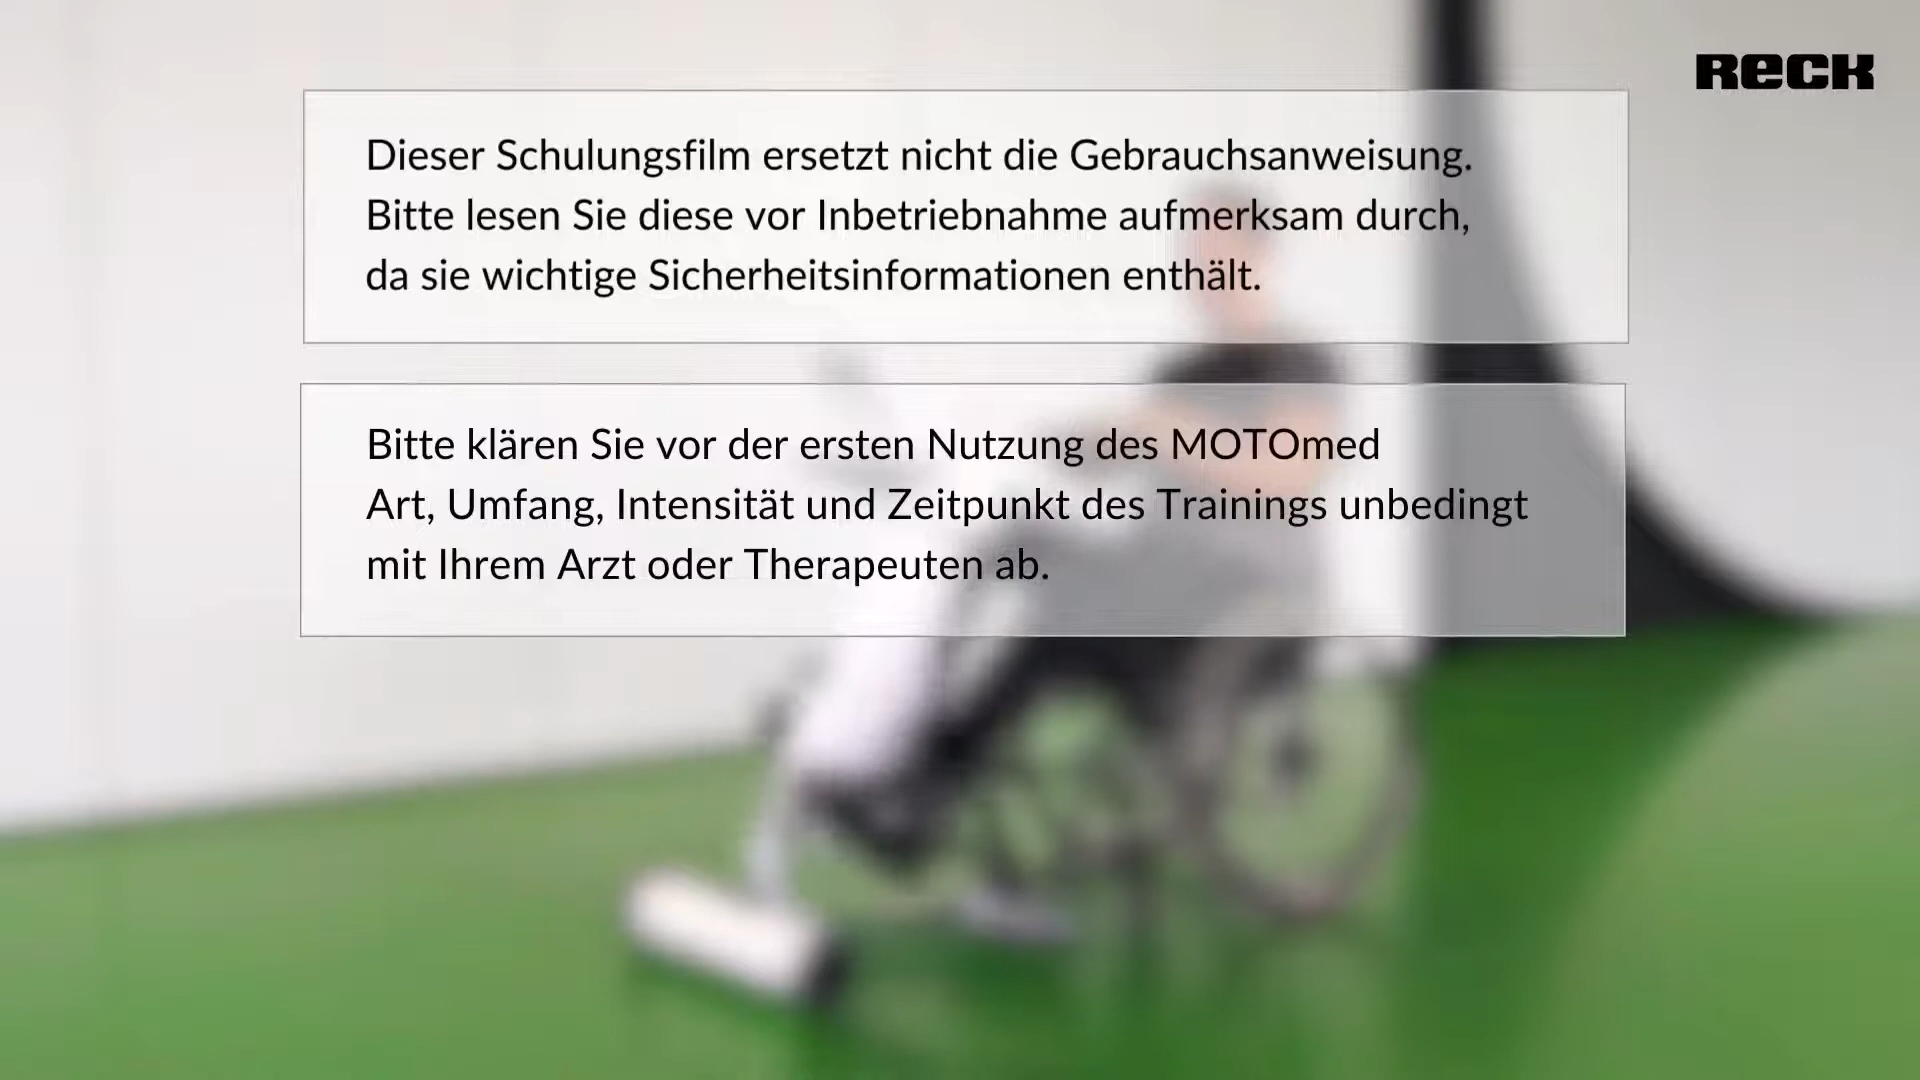 RECK
Dieser Schulungsfilm ersetzt nicht die Gebrauchsanweisung.
Bitte lesen Sie diese vor Inbetriebnahme aufmerksam durch,
da sie wichtige Sicherheitsinformationen enthält.
Bitte klären Sie vor der ersten Nutzung des MOTOmed
Art, Umfang, Intensität und Zeitpunkt des Trainings unbedingt
mit Ihrem Arzt oder Therapeuten ab.